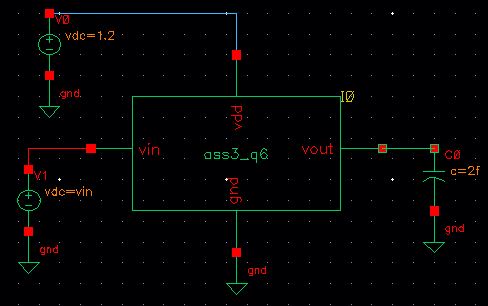 V0
vdc=1.2
gnd
I0
vdd
vin
ass3_q6
vout
gnd
C0
c=2f
V1
vdc=vin
gnd
gnd
gnd